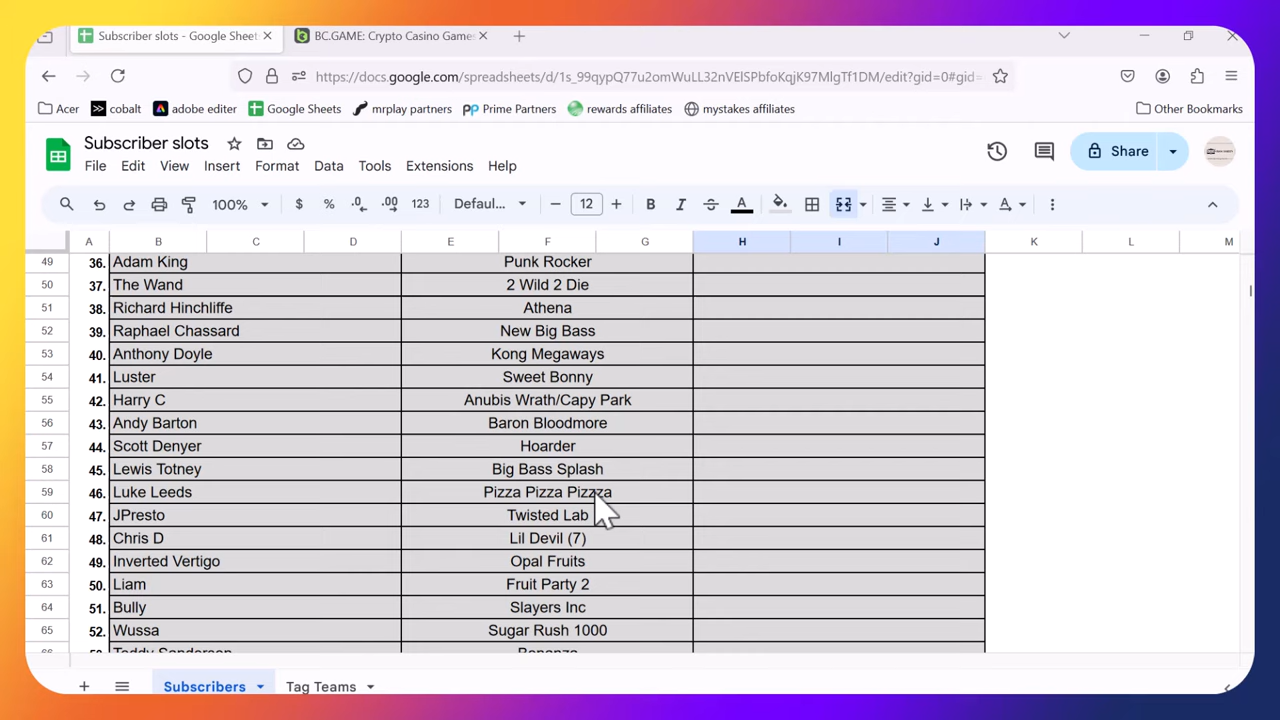 Subscriber slots - Google Sheet
BC.GAME: Crypto Casino Games
https://docs.google.com/spreadsheets/d/1s_99qypQ77u2omWuLL32nVElSPbfoKqjK97MlgTf1DM/edit?gid=0#gid=
Acer cobalt adobe editer Google Sheets mrplay partners Prime Partners rewards affiliates mystakes affiliates Other Bookmarks
Subscriber slots
File Edit View Insert Format Data Tools Extensions Help
Share
100% $ % .0 .00 123 Defaul... 12 B I A
A B C D E F G H I J K L M
49 36. Adam King Punk Rocker
50 37. The Wand 2 Wild 2 Die
51 38. Richard Hinchliffe Athena
52 39. Raphael Chassard New Big Bass
53 40. Anthony Doyle Kong Megaways
54 41. Luster Sweet Bonny
55 42. Harry C Anubis Wrath/Capy Park
56 43. Andy Barton Baron Bloodmore
57 44. Scott Denyer Hoarder
58 45. Lewis Totney Big Bass Splash
59 46. Luke Leeds Pizza Pizza Pizzza
60 47. JPresto Twisted Lab
61 48. Chris D Lil Devil (7)
62 49. Inverted Vertigo Opal Fruits
63 50. Liam Fruit Party 2
64 51. Bully Slayers Inc
65 52. Wussa Sugar Rush 1000
Subscribers Tag Teams